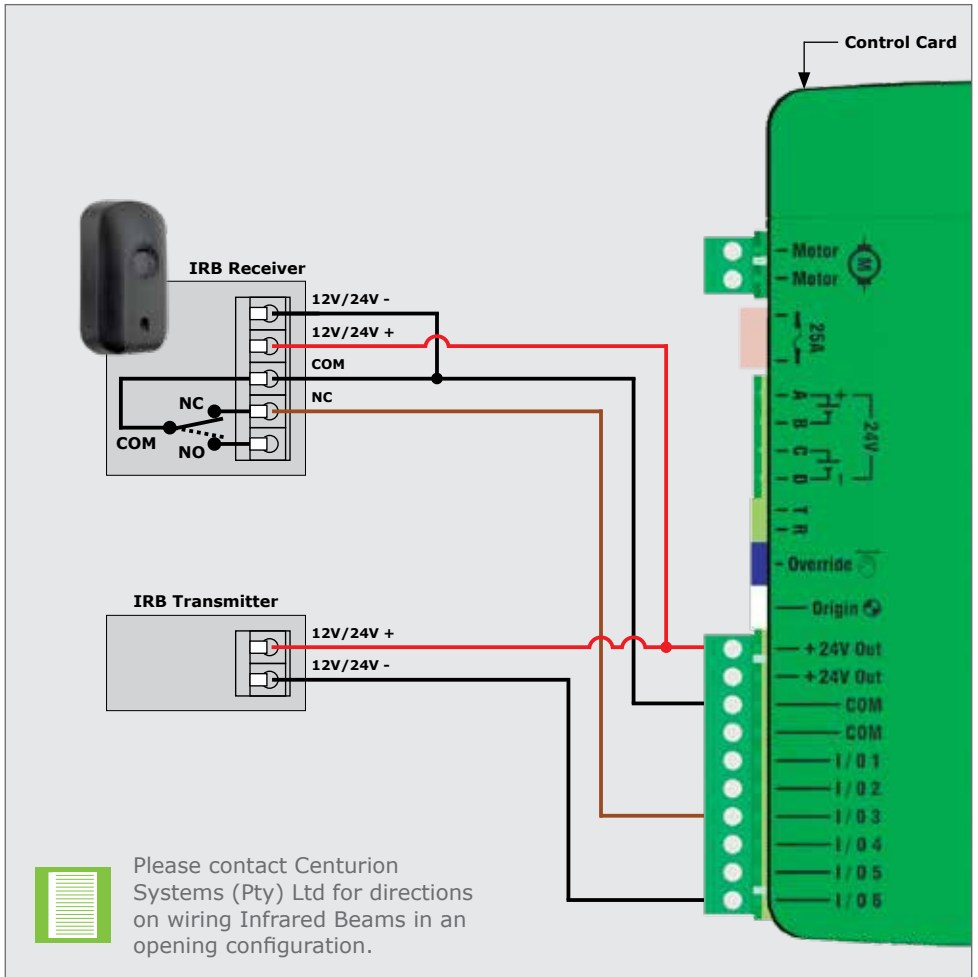 Control Card
IRB Receiver
12V/24V -
12V/24V +
COM
NC
NC
COM
NO
IRB Transmitter
12V/24V +
12V/24V -
Motor
Motor
M
25A
A
B
C
D
+
-
24V
T
R
Override
Origin
+ 24V Out
+ 24V Out
COM
COM
I / O 1
I / O 2
I / O 3
I / O 4
I / O 5
I / O 6
Please contact Centurion
Systems (Pty) Ltd for directions
on wiring Infrared Beams in an
opening configuration.